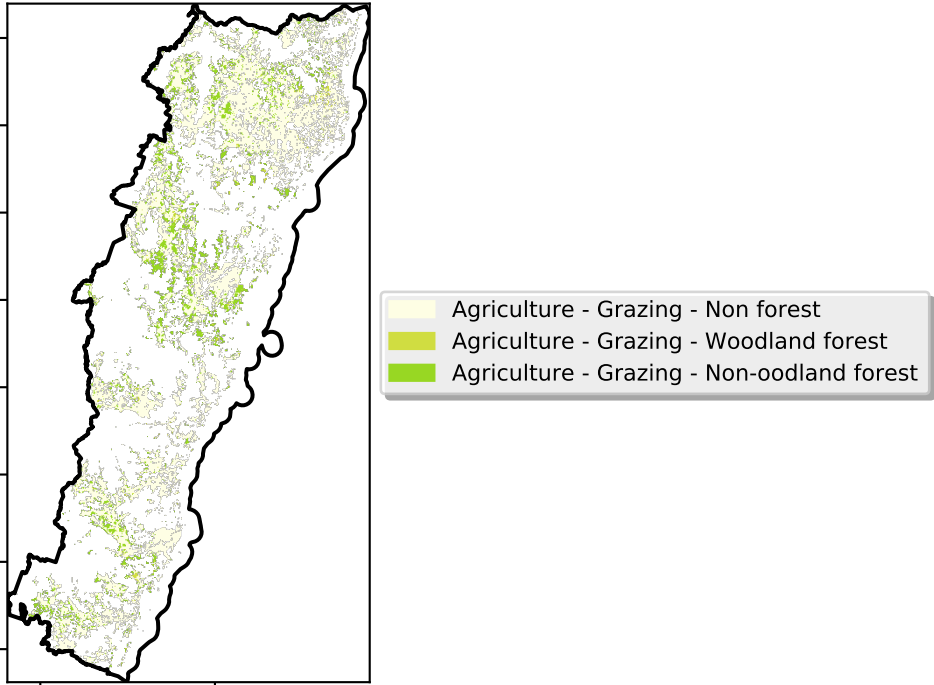 Agriculture - Grazing - Non forest
Agriculture - Grazing - Woodland forest
Agriculture - Grazing - Non-oodland forest